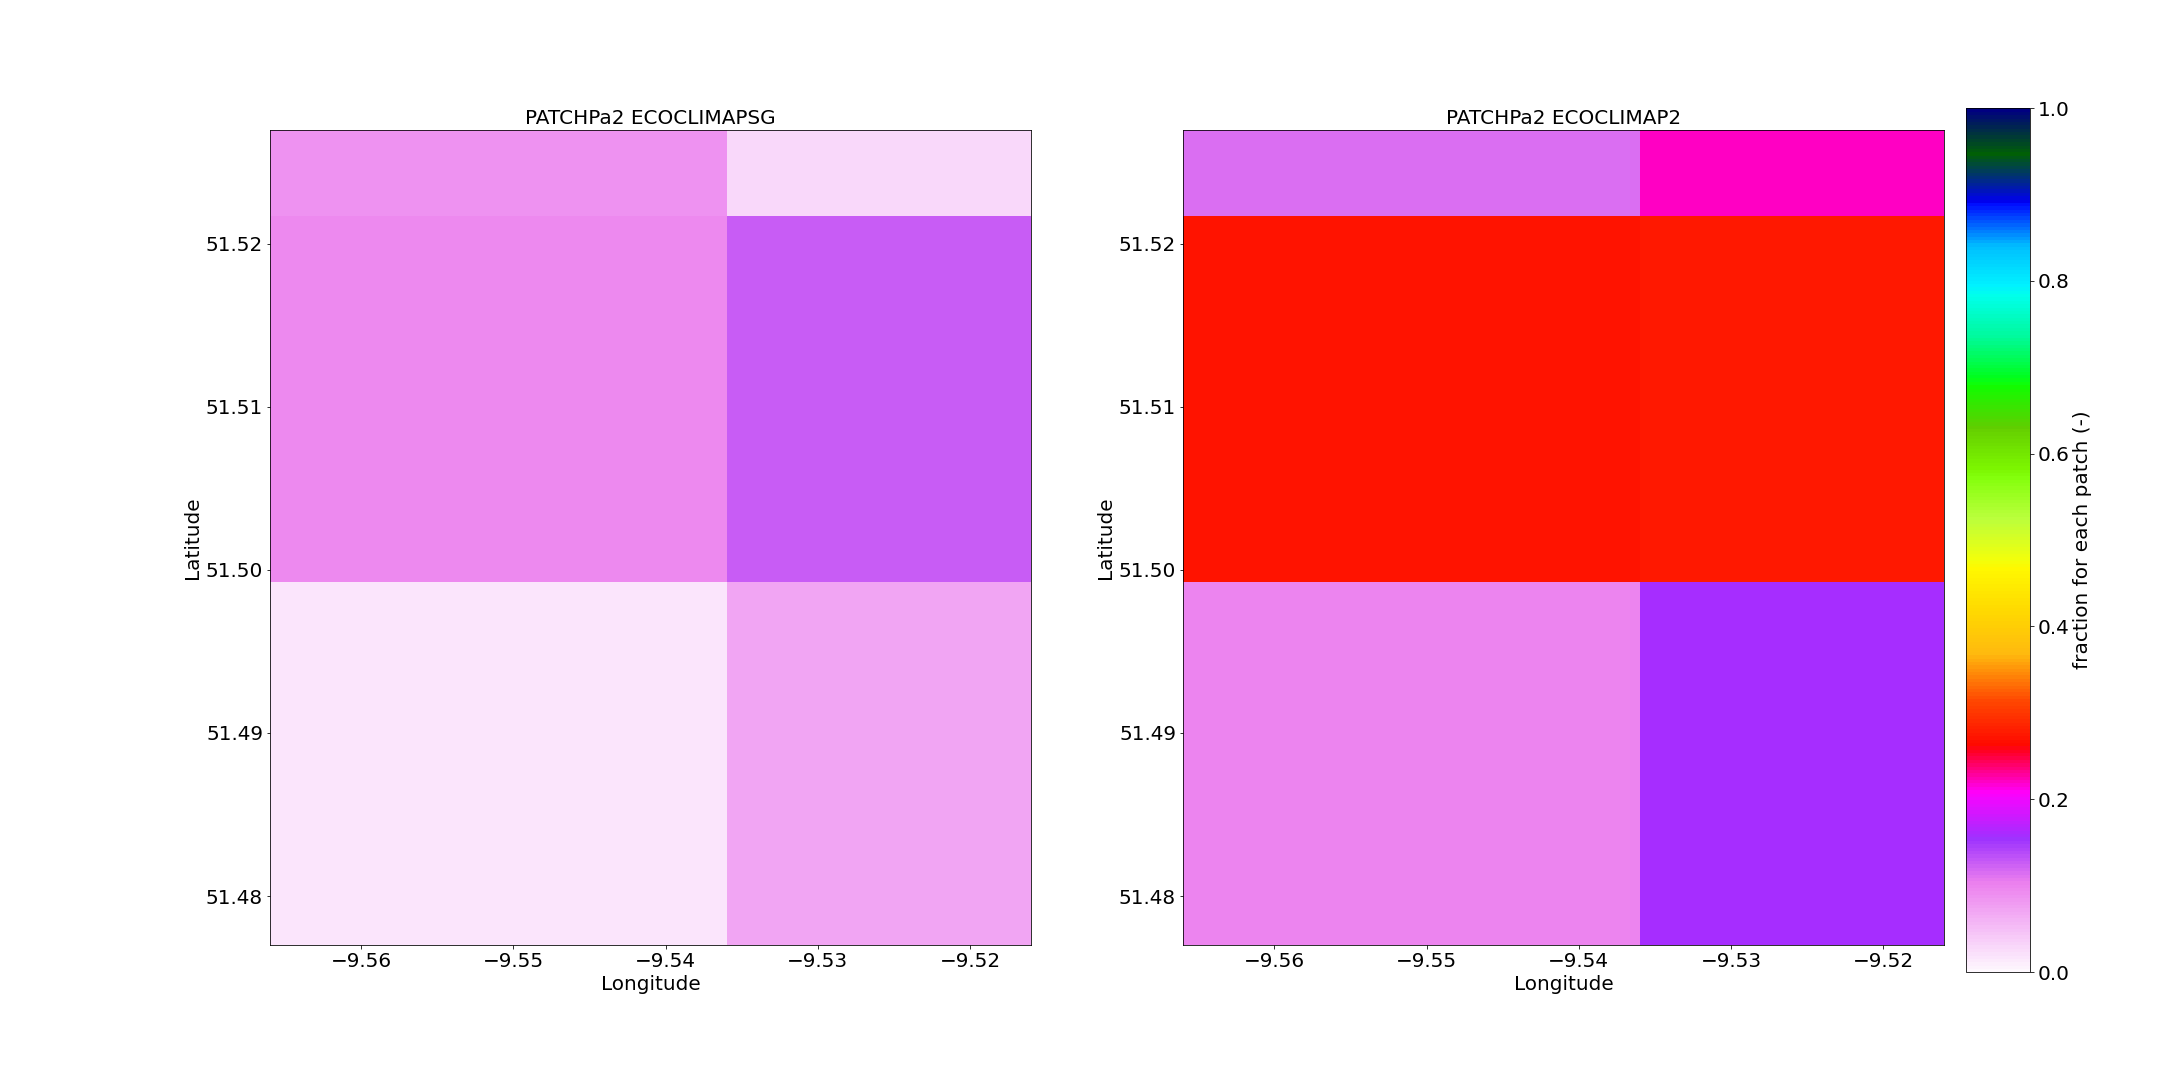 PATCHPa2 ECOCLIMAPSG
Latitude
51.52
51.51
51.50
51.49
51.48
−9.56 −9.55 −9.54 −9.53 −9.52
Longitude
PATCHPa2 ECOCLIMAP2
Latitude
51.52
51.51
51.50
51.49
51.48
−9.56 −9.55 −9.54 −9.53 −9.52
Longitude
1.0
0.8
0.6
0.4
0.2
0.0
fraction for each patch (-)